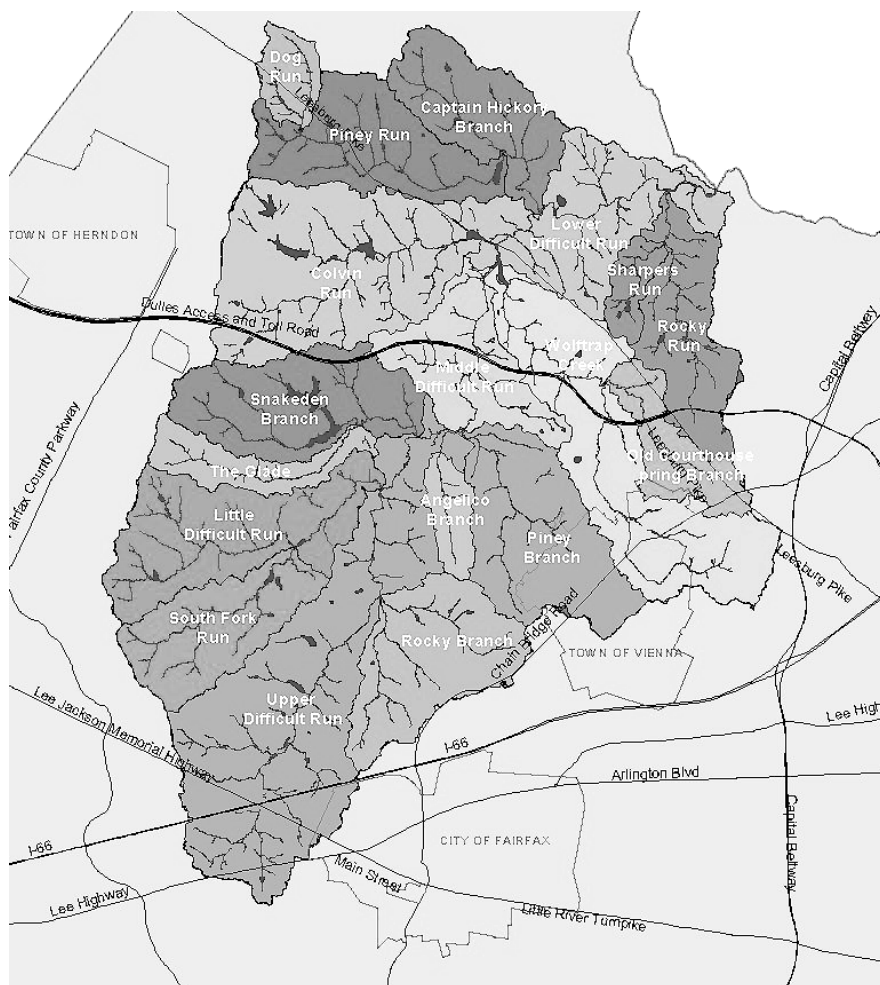 Dog
Run
Captain Hickory
Branch
Piney Run
Lower
Difficult Run
TOWN OF HERNDON
Sharpers
Run
Colvin
Run
Dulles Access and Toll Road
Rocky
Run
Capital Beltway
Wolftrap
Creek
Middle
Difficult Run
Snakeden
Branch
Fairfax County Parkway
The Glade
Old Courthouse
pring Branch
Angelico
Branch
Little
Difficult Run
Piney
Branch
Leesburg Pike
South Fork
Run
Rocky Branch
Chain Bridge Road
TOWN OF VIENNA
Upper
Difficult Run
Lee Jackson Memorial Highway
Lee High
I-66
Arlington Blvd
I-66
CITY OF FAIRFAX
Capital Beltway
Main Street
Lee Highway
Little River Turnpike